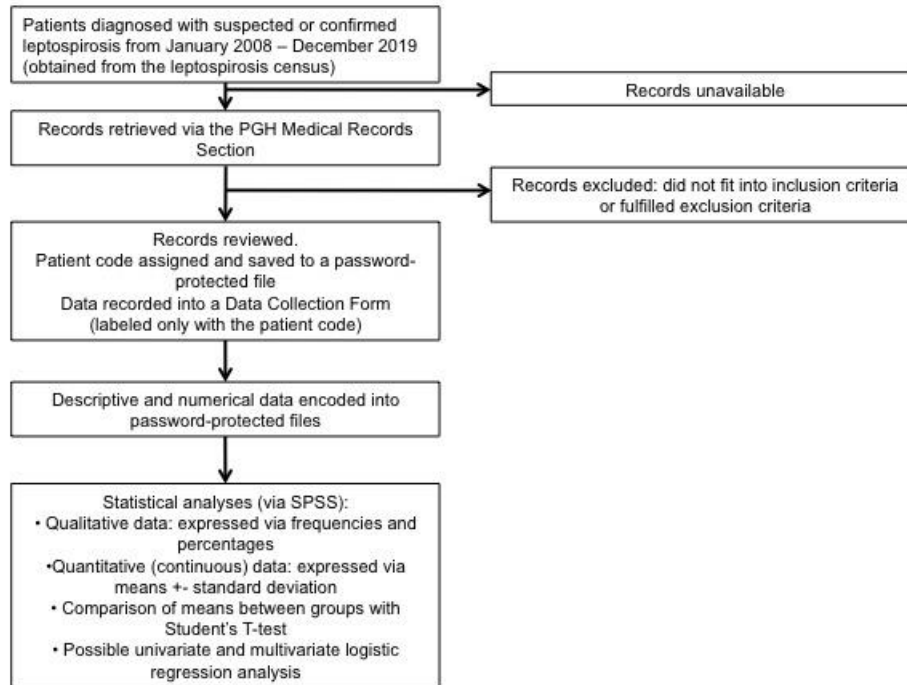 Patients diagnosed with suspected or confirmed
leptospirosis from January 2008 – December 2019
(obtained from the leptospirosis census)
Records unavailable
Records retrieved via the PGH Medical Records
Section
Records excluded: did not fit into inclusion criteria
or fulfilled exclusion criteria
Records reviewed.
Patient code assigned and saved to a password-
protected file
Data recorded into a Data Collection Form
(labeled only with the patient code)
Descriptive and numerical data encoded into
password-protected files
Statistical analyses (via SPSS):
• Qualitative data: expressed via frequencies and
percentages
•Quantitative (continuous) data: expressed via
means +- standard deviation
• Comparison of means between groups with
Student's T-test
• Possible univariate and multivariate logistic
regression analysis